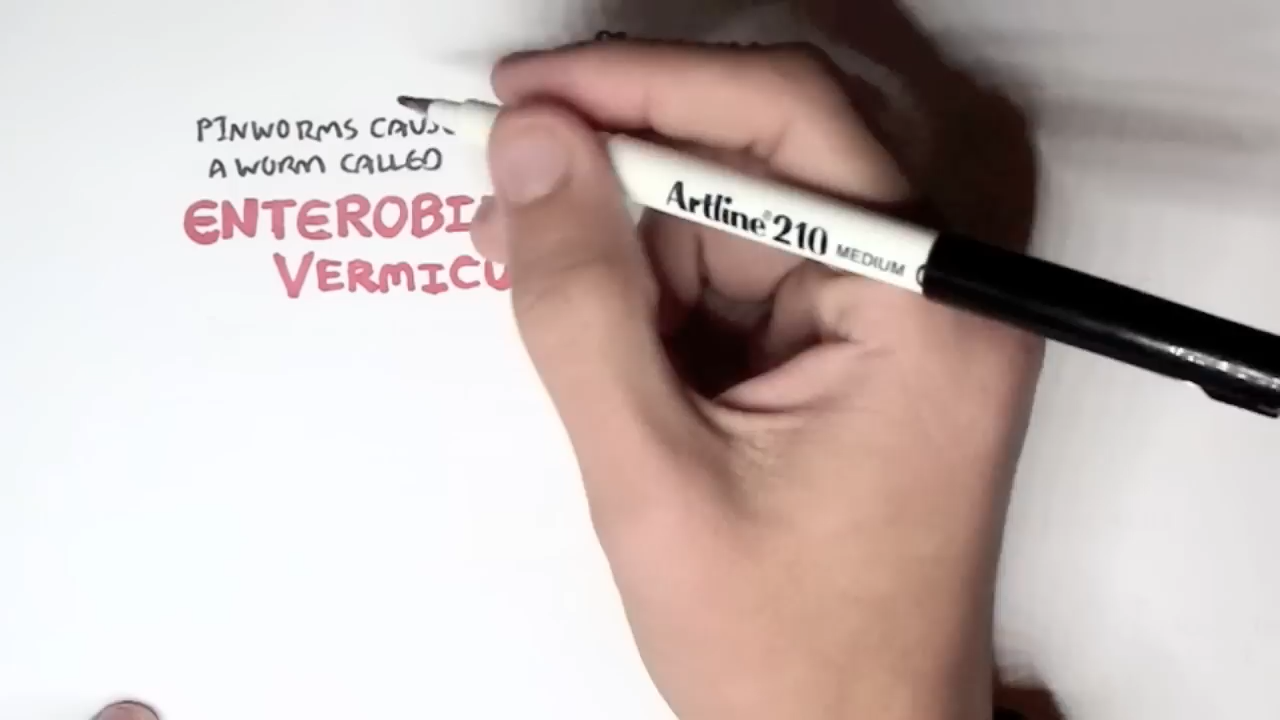 PINWORMS CAUS
A WORM CALLED
ENTEROBI
VERMICU
Artline®210 MEDIUM